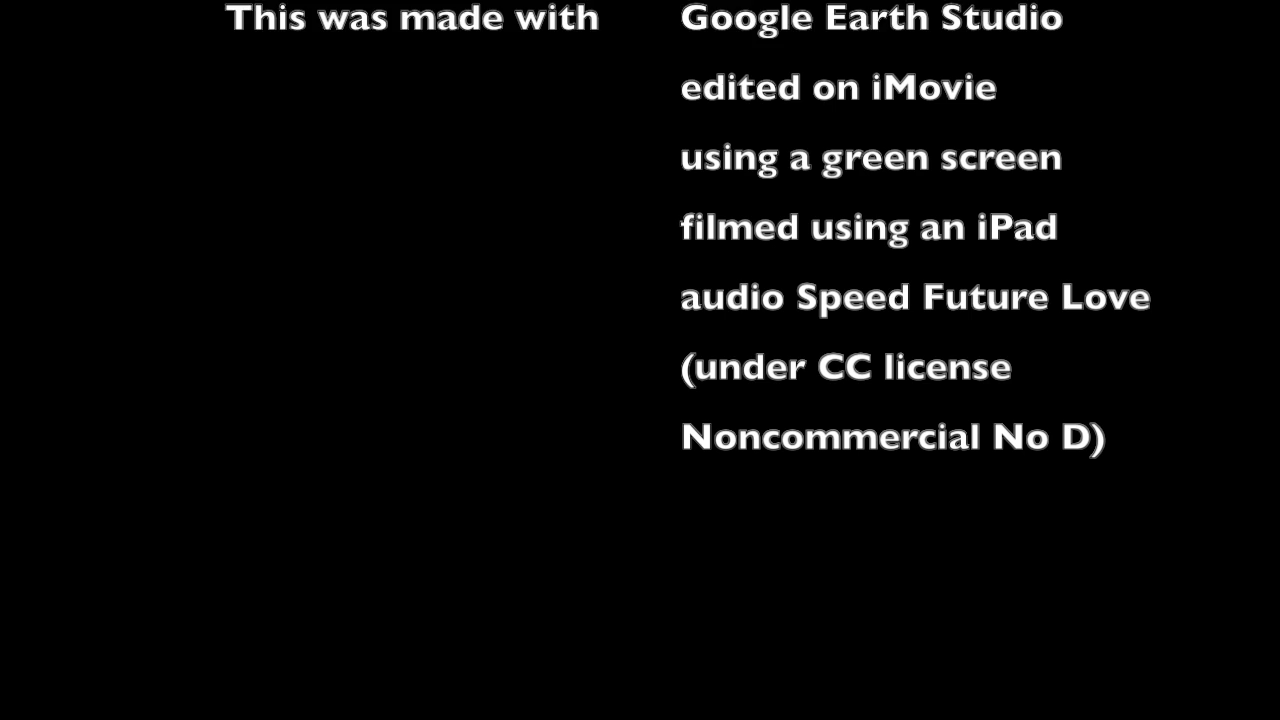 This was made with Google Earth Studio
edited on iMovie
using a green screen
filmed using an iPad
audio Speed Future Love
(under CC license
Noncommercial No D)